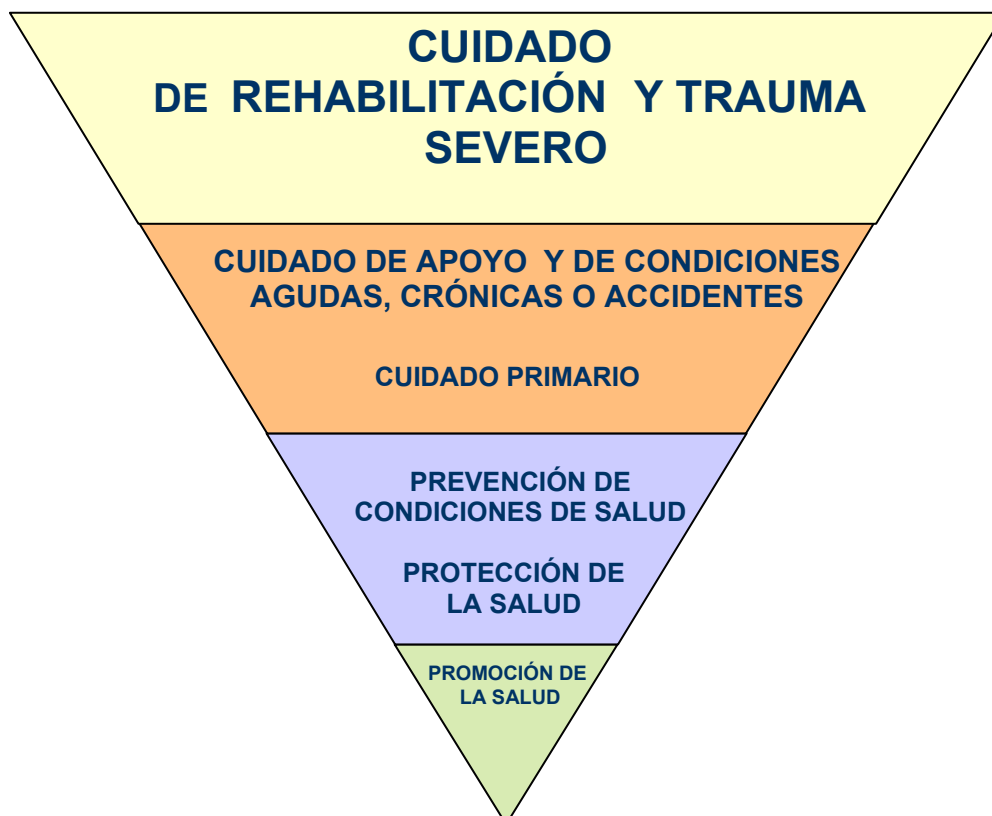 CUIDADO
DE REHABILITACIÓN Y TRAUMA
SEVERO
CUIDADO DE APOYO Y DE CONDICIONES
AGUDAS, CRÓNICAS O ACCIDENTES
CUIDADO PRIMARIO
PREVENCIÓN DE
CONDICIONES DE SALUD
PROTECCIÓN DE
LA SALUD
PROMOCIÓN DE
LA SALUD